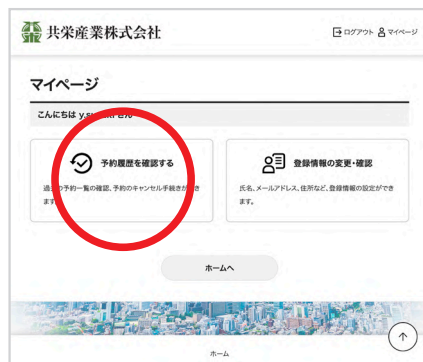 共栄産業株式会社
ログアウト マイページ
マイページ
こんにちは
予約履歴を確認する
の予約一覧の確認、予約のキャンセル手続きが
ます
登録情報の変更・確認
氏名、メールアドレス、住所など、登録情報の設定ができ
ます。
ホームへ
ホーム